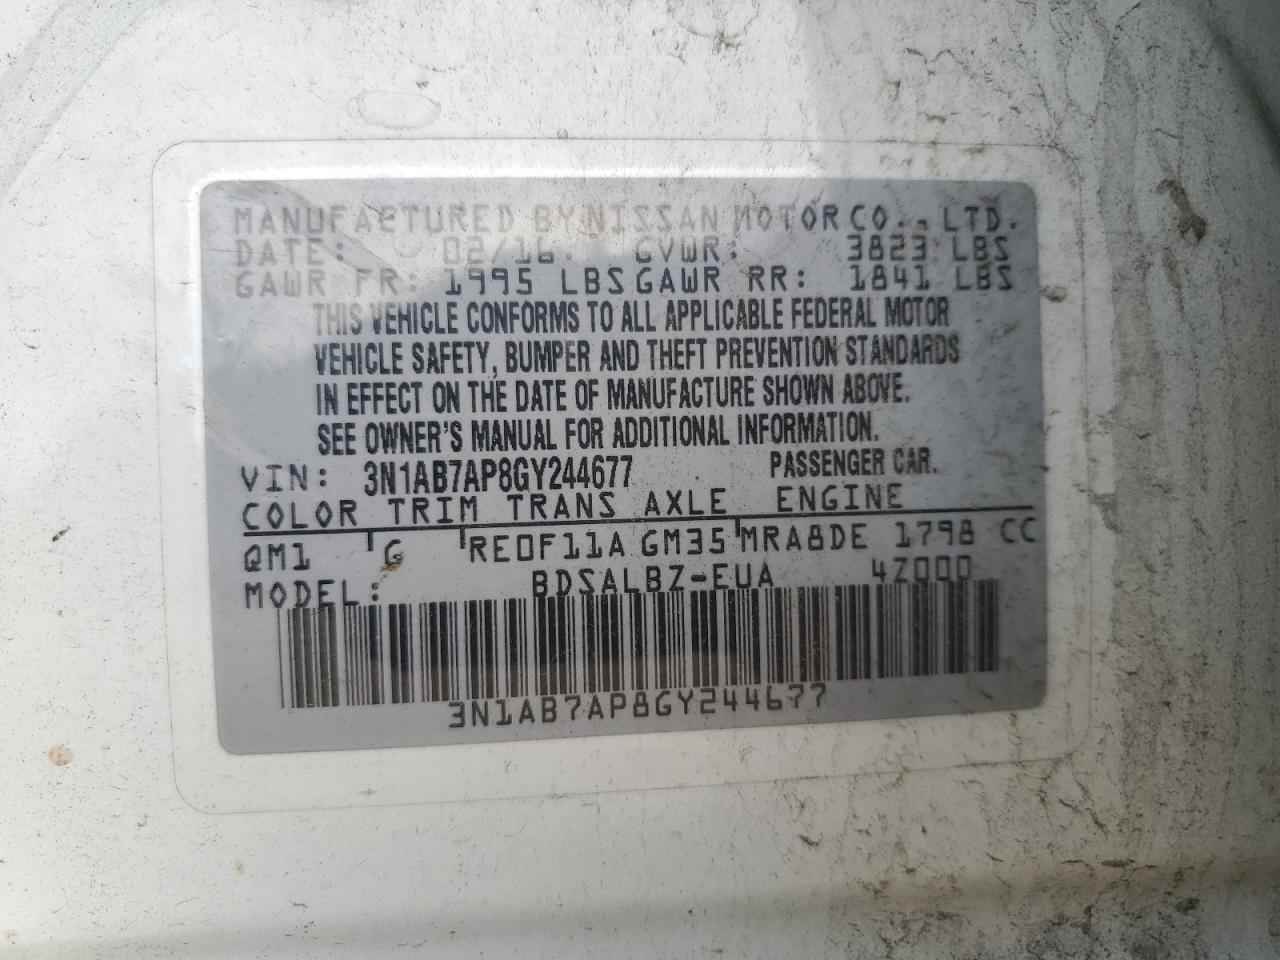 MANUFACTURED BY NISSAN MOTOR CO., LTD.
DATE: 02/16 GVWR: 3823 LBS
GAWR FR: 1995 LBS GAWR RR: 1841 LBS
THIS VEHICLE CONFORMS TO ALL APPLICABLE FEDERAL MOTOR
VEHICLE SAFETY, BUMPER AND THEFT PREVENTION STANDARDS
IN EFFECT ON THE DATE OF MANUFACTURE SHOWN ABOVE.
SEE OWNER'S MANUAL FOR ADDITIONAL INFORMATION.
VIN: 3N1AB7AP8GY244677 PASSENGER CAR.
COLOR TRIM TRANS AXLE ENGINE
QM1 G RE0F11A GM35 MRA8DE 1798 CC
MODEL: BDSALBZ-EUA 4Z000
3N1AB7AP8GY244677